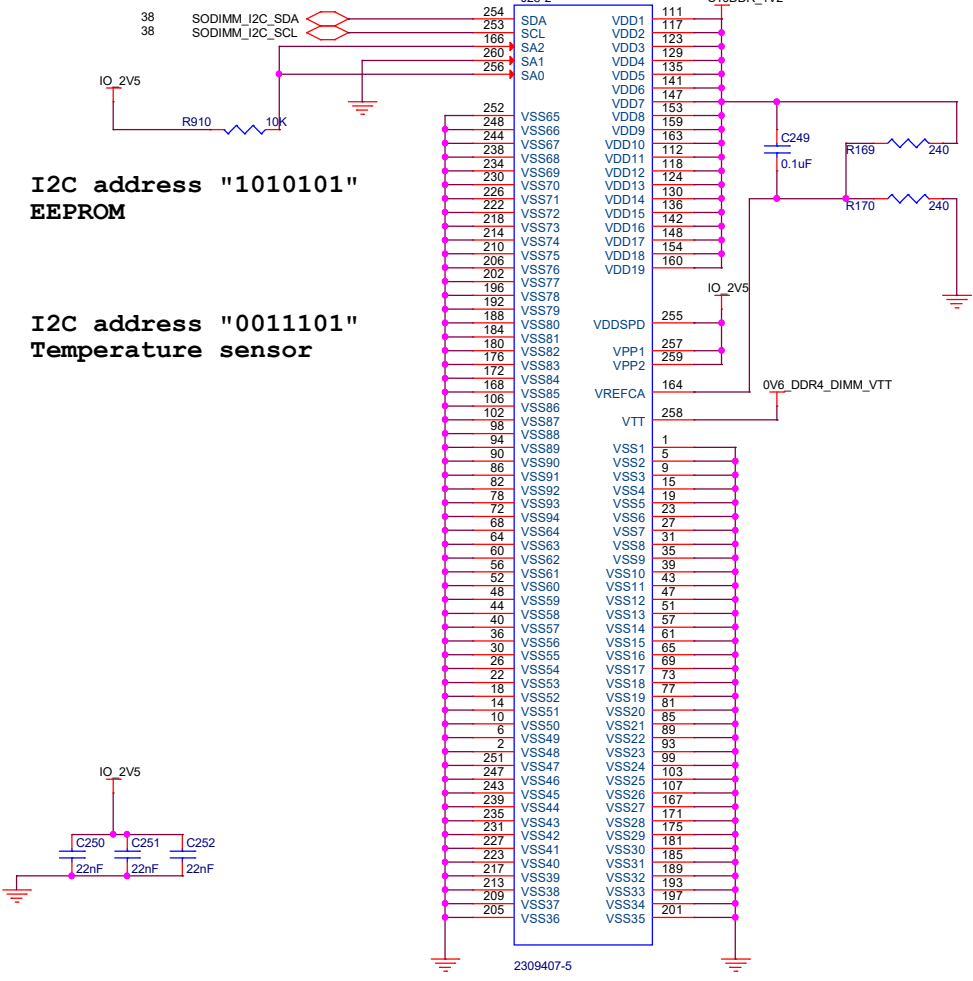 38 SODIMM_I2C_SDA
38 SODIMM_I2C_SCL
254 SDA
253 SCL
166 SA2
260 SA1
256 SA0
IO_2V5
R910 10K
I2C address "1010101"
EEPROM
I2C address "0011101"
Temperature sensor
252 VSS65
248 VSS66
244 VSS67
238 VSS68
234 VSS69
230 VSS70
226 VSS71
222 VSS72
218 VSS73
214 VSS74
210 VSS75
206 VSS76
202 VSS77
196 VSS78
192 VSS79
188 VSS80
184 VSS81
180 VSS82
176 VSS83
172 VSS84
168 VSS85
106 VSS86
102 VSS87
98 VSS88
94 VSS89
90 VSS90
86 VSS91
82 VSS92
78 VSS93
72 VSS94
68 VSS64
64 VSS63
60 VSS62
56 VSS61
52 VSS60
48 VSS59
44 VSS58
40 VSS57
36 VSS56
30 VSS55
26 VSS54
22 VSS53
18 VSS52
14 VSS51
10 VSS50
6 VSS49
2 VSS48
251 VSS47
247 VSS46
243 VSS45
239 VSS44
235 VSS43
231 VSS42
227 VSS41
223 VSS40
217 VSS39
213 VSS38
209 VSS37
205 VSS36
VDD1 111
VDD2 117
VDD3 123
VDD4 129
VDD5 135
VDD6 141
VDD7 147
VDD8 153
VDD9 159
VDD10 163
VDD11 112
VDD12 118
VDD13 124
VDD14 130
VDD15 136
VDD16 142
VDD17 148
VDD18 154
VDD19 160
C249
0.1uF
R169 240
R170 240
IO_2V5
VDDSPD 255
VPP1 257
VPP2 259
VREFCA 164
0V6_DDR4_DIMM_VTT
VTT 258
VSS1 1
VSS2 5
VSS3 9
VSS4 15
VSS5 19
VSS6 23
VSS7 27
VSS8 31
VSS9 35
VSS10 39
VSS11 43
VSS12 47
VSS13 51
VSS14 57
VSS15 61
VSS16 65
VSS17 69
VSS18 73
VSS19 77
VSS20 81
VSS21 85
VSS22 89
VSS23 93
VSS24 99
VSS25 103
VSS26 107
VSS27 167
VSS28 171
VSS29 175
VSS30 181
VSS31 185
VSS32 189
VSS33 193
VSS34 197
VSS35 201
IO_2V5
C250 C251 C252
22nF 22nF 22nF
2309407-5